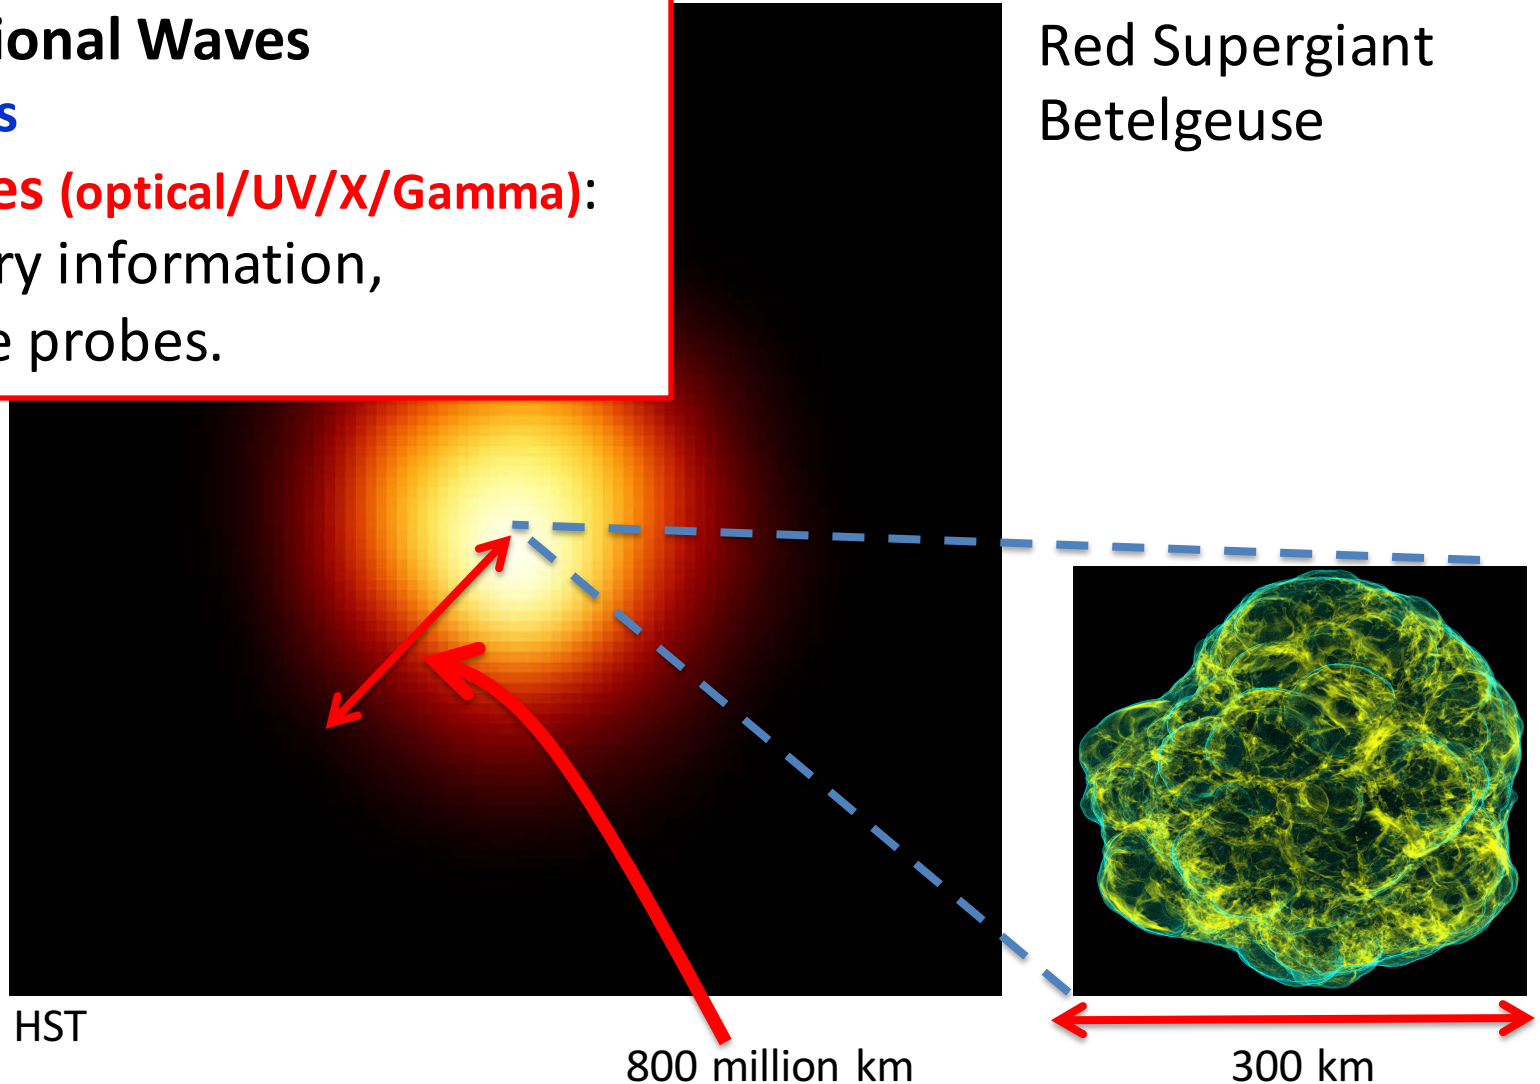 ional Waves
s
es (optical/UV/X/Gamma):
ry information,
e probes.
Red Supergiant
Betelgeuse
HST
800 million km
300 km